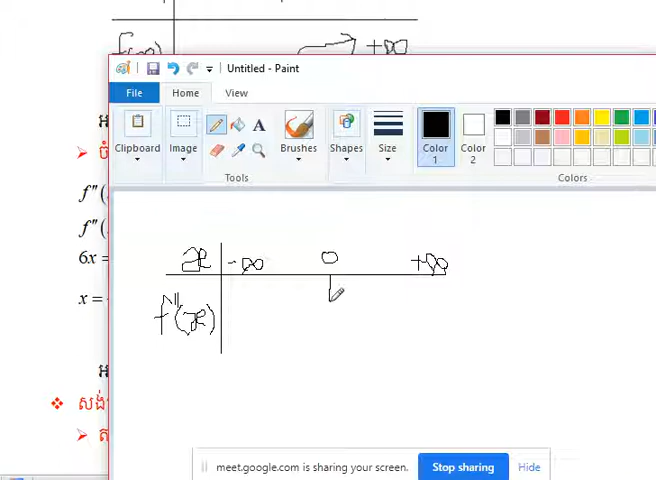 f(x) +∞
Untitled - Paint
File Home View
Clipboard Image Tools Brushes Shapes Size Color 1 Color 2 Colors
f''(
f''(
6x =
x =
x -∞ 0 +∞
f''(x)
meet.google.com is sharing your screen. Stop sharing Hide